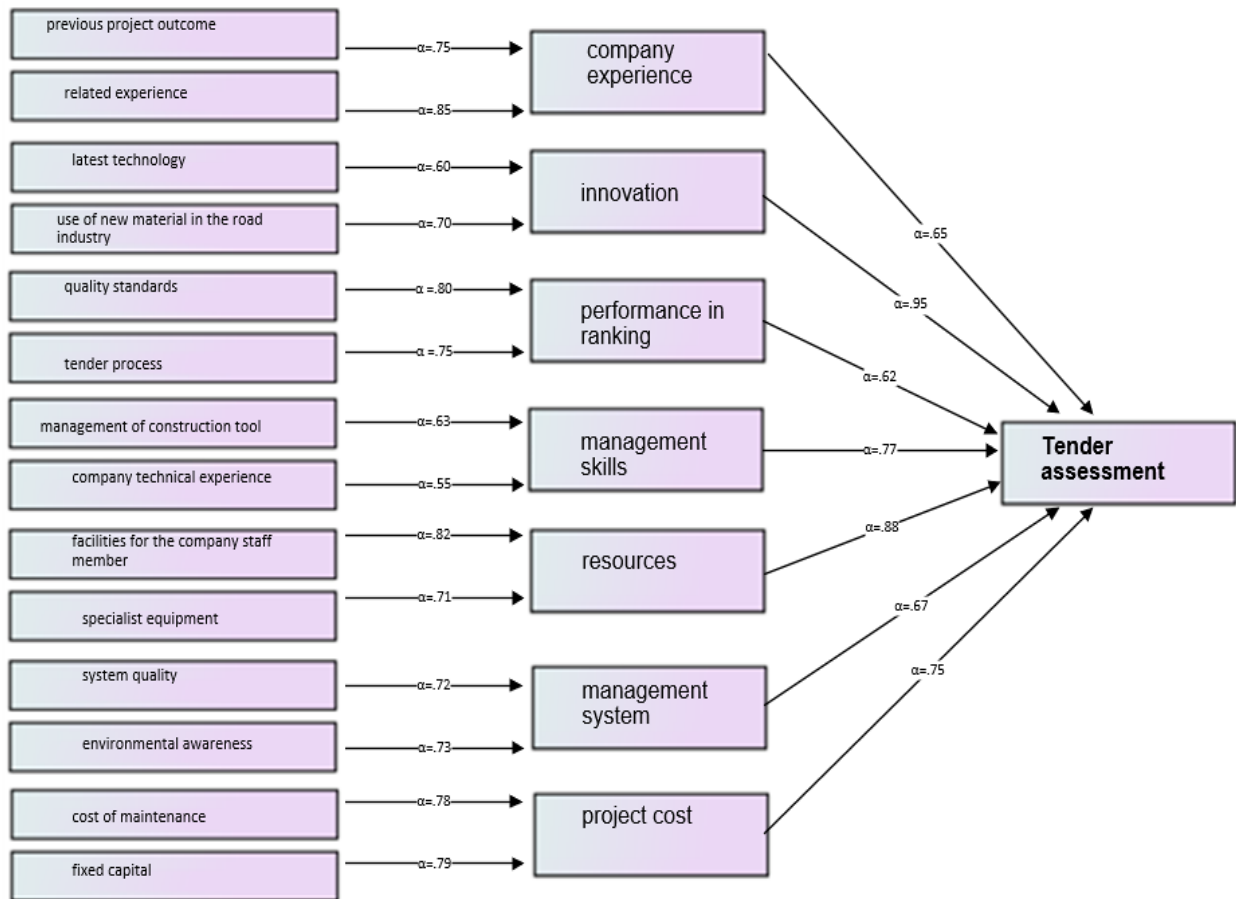 previous project outcome
α=.75
company
experience
related experience
α=.85
latest technology
α=.60
innovation
use of new material in the road
industry
α=.70
α=.65
quality standards
α =.80
performance in
ranking
α=.95
tender process
α =.75
α=.62
management of construction tool
α=.63
management
skills
α=.77
Tender
assessment
company technical experience
α=.55
facilities for the company staff
member
α=.82
resources
α=.88
specialist equipment
α=.71
α=.67
system quality
α=.72
management
system
α=.75
environmental awareness
α=.73
cost of maintenance
α=.78
project cost
fixed capital
α=.79